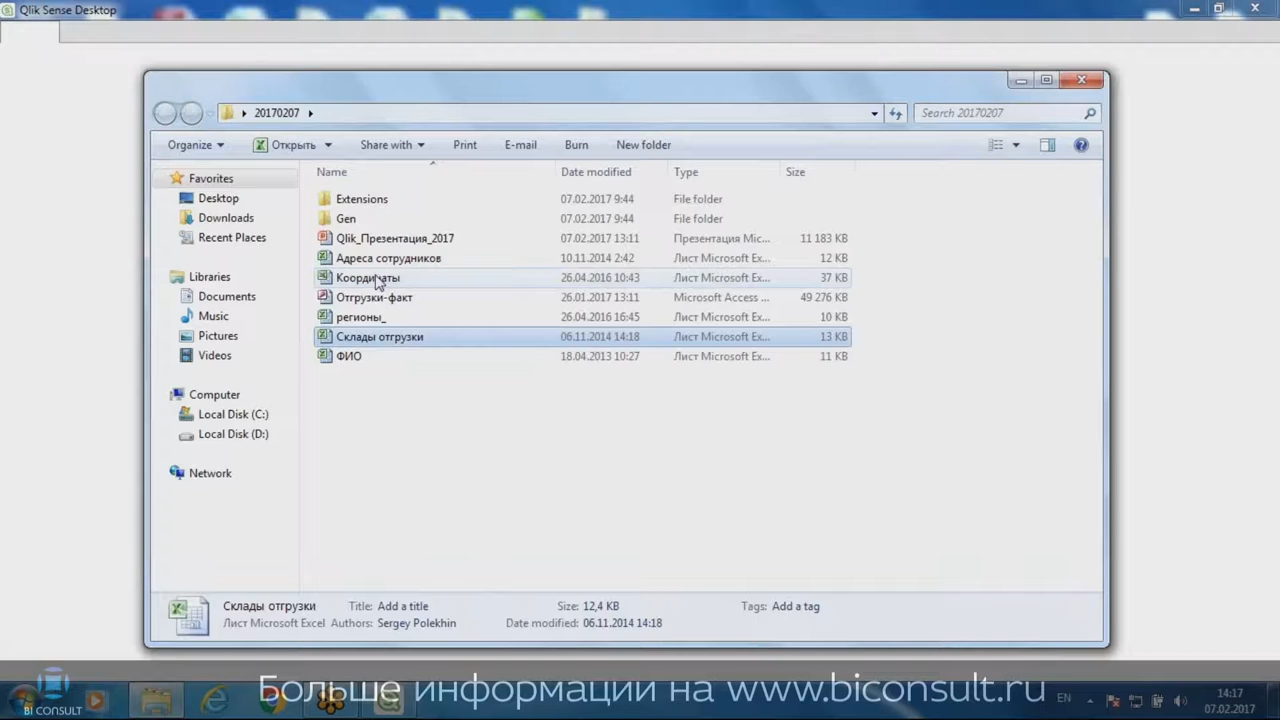 Qlik Sense Desktop
20170207
Search 20170207
Organize
Открыть
Share with
Print
E-mail
Burn
New folder
Name
Date modified
Type
Size
Favorites
Desktop
Downloads
Recent Places
Libraries
Documents
Music
Pictures
Videos
Computer
Local Disk (C:)
Local Disk (D:)
Network
Extensions 07.02.2017 9:44 File folder
Gen 07.02.2017 9:44 File folder
Qlik_Презентация_2017 07.02.2017 13:11 Презентация Mic... 11 183 KB
Адреса сотрудников 10.11.2014 2:42 Лист Microsoft Ex... 12 KB
Координаты 26.04.2016 10:43 Лист Microsoft Ex... 37 KB
Отгрузки-факт 26.01.2017 13:11 Microsoft Access ... 49 276 KB
регионы_ 26.04.2016 16:45 Лист Microsoft Ex... 10 KB
Склады отгрузки 06.11.2014 14:18 Лист Microsoft Ex... 13 KB
ФИО 18.04.2013 10:27 Лист Microsoft Ex... 11 KB
Склады отгрузки Title: Add a title Size: 12,4 KB Tags: Add a tag
Лист Microsoft Excel Authors: Sergey Polekhin Date modified: 06.11.2014 14:18
Больше информации на www.biconsult.ru
BI CONSULT
EN
14:17
07.02.2017